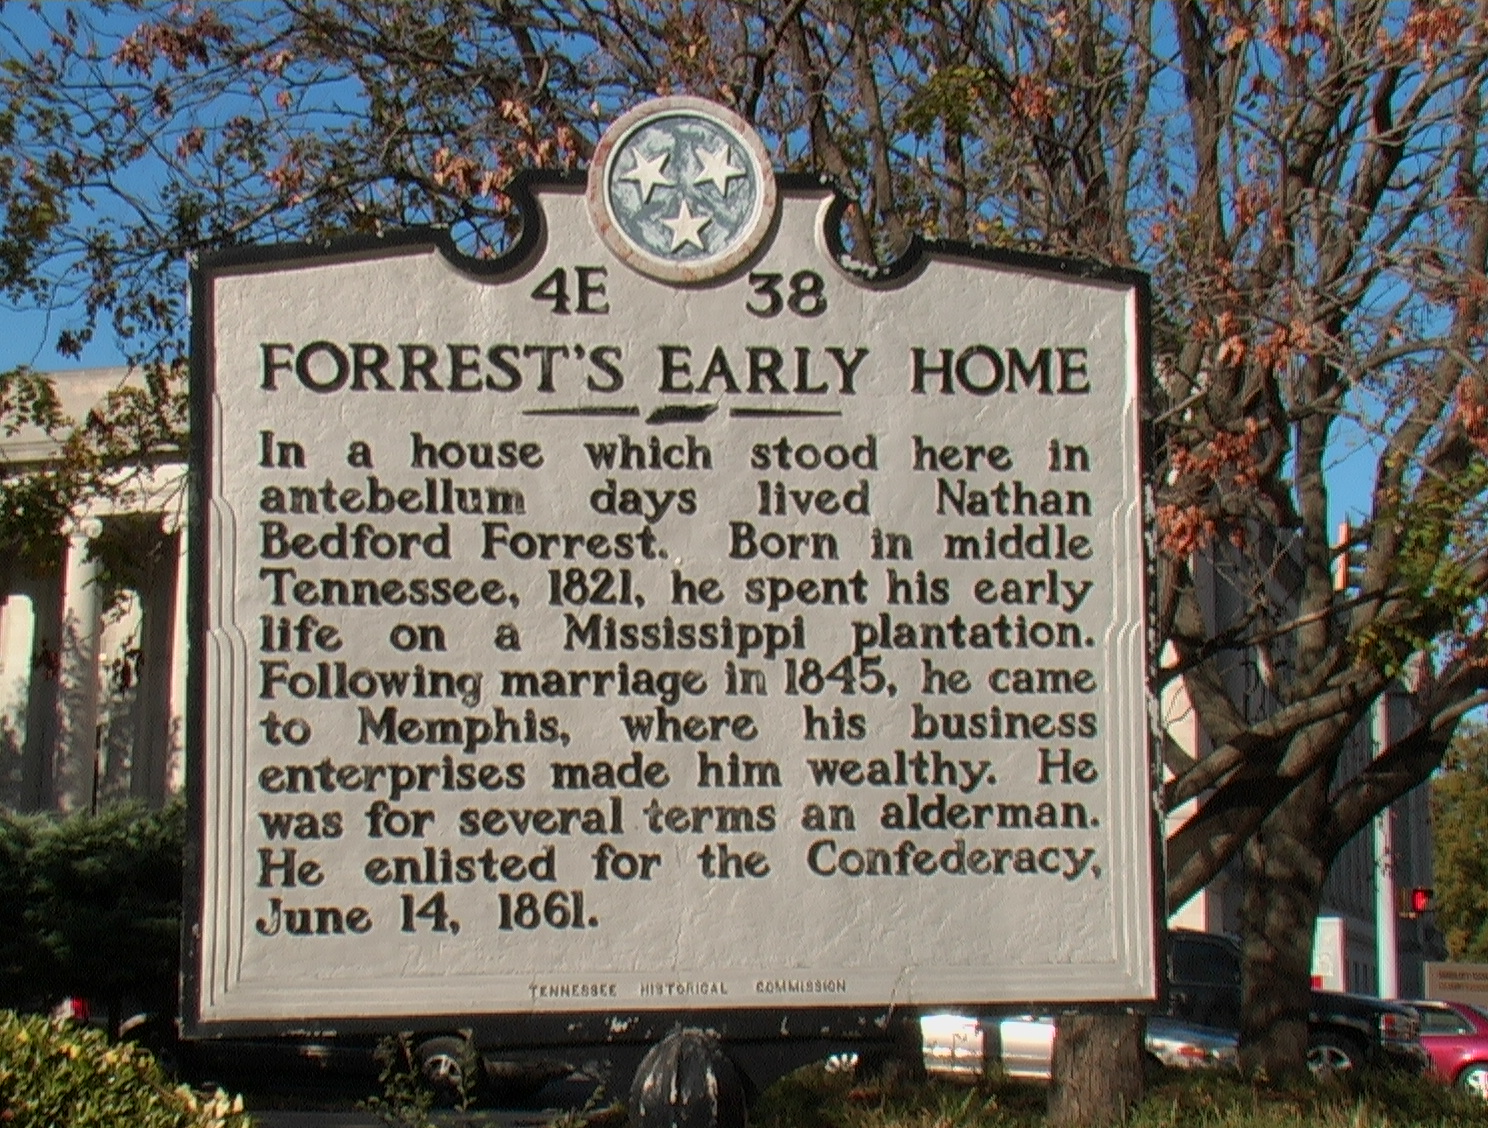 4E 38
FORREST'S EARLY HOME
In a house which stood here in
antebellum days lived Nathan
Bedford Forrest. Born in middle
Tennessee, 1821, he spent his early
life on a Mississippi plantation.
Following marriage in 1845, he came
to Memphis, where his business
enterprises made him wealthy. He
was for several terms an alderman.
He enlisted for the Confederacy,
June 14, 1861.
TENNESSEE HISTORICAL COMMISSION